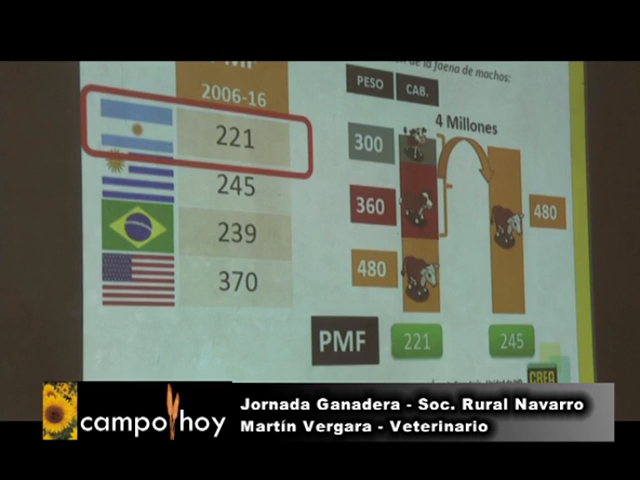 PMF
2006-16
221
245
239
370
de la faena de machos:
PESO CAB.
4 Millones
300
360
480
480
PMF 221 245
CREA
campo hoy
Jornada Ganadera - Soc. Rural Navarro
Martín Vergara - Veterinario